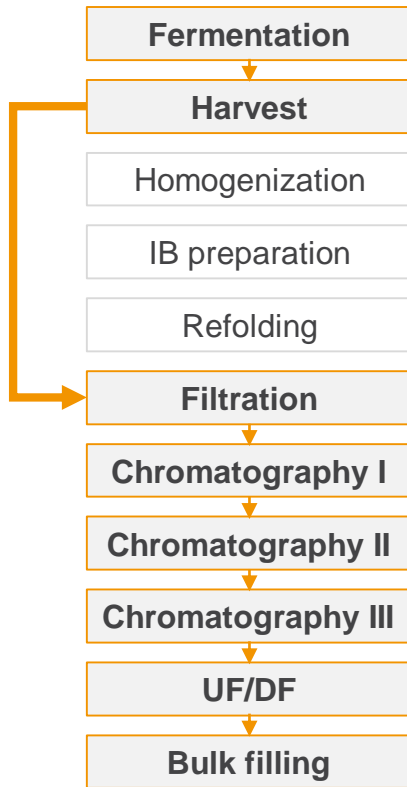 Fermentation
Harvest
Homogenization
IB preparation
Refolding
Filtration
Chromatography I
Chromatography II
Chromatography III
UF/DF
Bulk filling